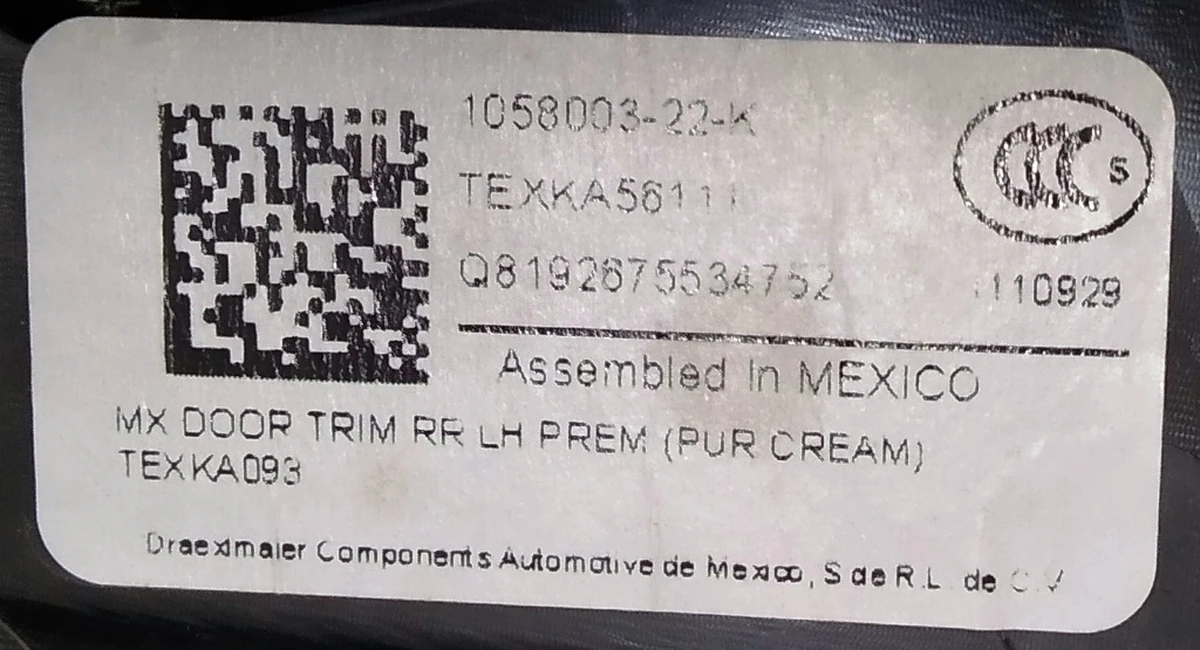 1058003-22-K
CCC S
Q8192675534752
110929
Assembled In MEXICO
MX DOOR TRIM RR LH PREM (PUR CREAM)
TEXKA093
Draexlmaier Components Automotive de Mexico, S de R.L. de C.V